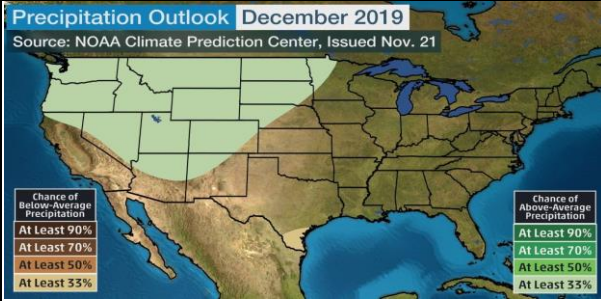 Precipitation Outlook December 2019
Source: NOAA Climate Prediction Center, Issued Nov. 21
Chance of
Below-Average
Precipitation
At Least 90%
At Least 70%
At Least 50%
At Least 33%
Chance of
Above-Average
Precipitation
At Least 90%
At Least 70%
At Least 50%
At Least 33%